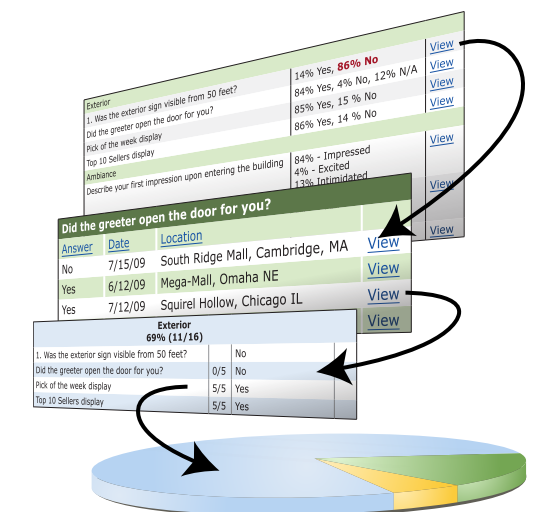 Exterior
14% Yes, 86% No View
1. Was the exterior sign visible from 50 feet? 84% Yes, 4% No, 12% N/A View
Did the greeter open the door for you? 85% Yes, 15 % No View
Pick of the week display 86% Yes, 14 % No View
Top 10 Sellers display
Ambiance
Describe your first impression upon entering the building 84% - Impressed View
4% - Excited
13% Intimidated View
View
Did the greeter open the door for you?
Answer Date Location
No 7/15/09 South Ridge Mall, Cambridge, MA View
Yes 6/12/09 Mega-Mall, Omaha NE View
Yes 7/12/09 Squirel Hollow, Chicago IL View
View
Exterior
69% (11/16)
1. Was the exterior sign visible from 50 feet? No
Did the greeter open the door for you? 0/5 No
Pick of the week display 5/5 Yes
Top 10 Sellers display 5/5 Yes